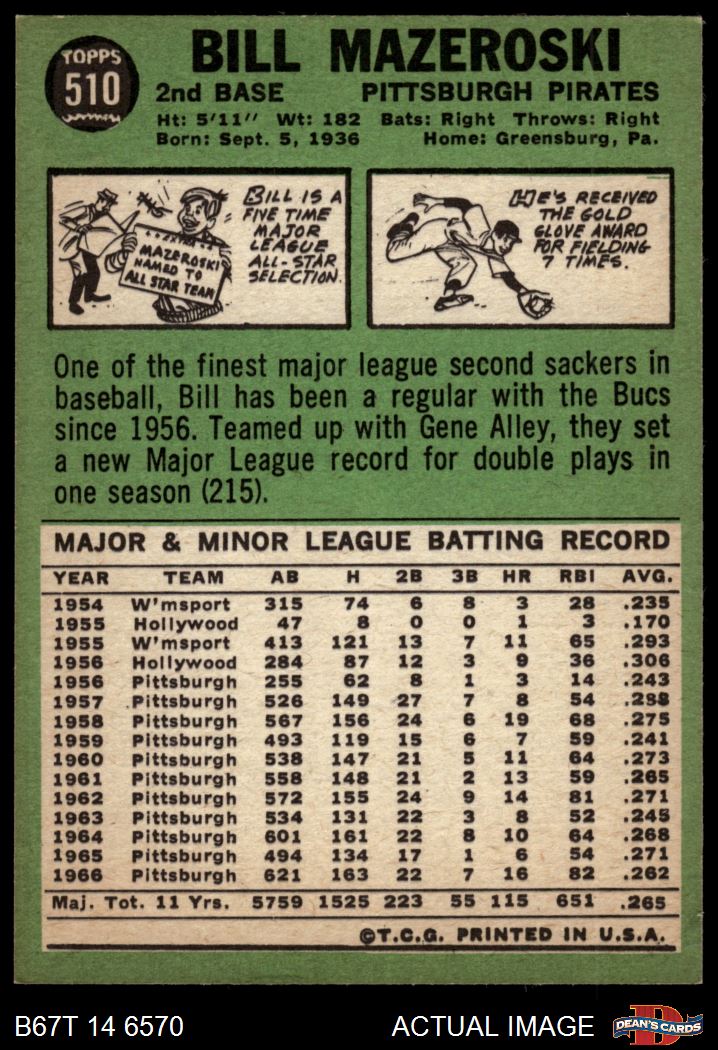 TOPPS
510
BILL MAZEROSKI
2nd BASE PITTSBURGH PIRATES
Ht: 5'11" Wt: 182 Bats: Right Throws: Right
Born: Sept. 5, 1936 Home: Greensburg, Pa.
EXTRA
MAZEROSKI
NAMED TO
ALL STAR TEAM
BILL IS A
FIVE TIME
MAJOR
LEAGUE
ALL-STAR
SELECTION.
HE'S RECEIVED
THE GOLD
GLOVE AWARD
FOR FIELDING
7 TIMES.
One of the finest major league second sackers in
baseball, Bill has been a regular with the Bucs
since 1956. Teamed up with Gene Alley, they set
a new Major League record for double plays in
one season (215).
MAJOR & MINOR LEAGUE BATTING RECORD
YEAR TEAM AB H 2B 3B HR RBI AVG.
1954 W'msport 315 74 6 8 3 28 .235
1955 Hollywood 47 8 0 0 1 3 .170
1955 W'msport 413 121 13 7 11 65 .293
1956 Hollywood 284 87 12 3 9 36 .306
1956 Pittsburgh 255 62 8 1 3 14 .243
1957 Pittsburgh 526 149 27 7 8 54 .283
1958 Pittsburgh 567 156 24 6 19 68 .275
1959 Pittsburgh 493 119 15 6 7 59 .241
1960 Pittsburgh 538 147 21 5 11 64 .273
1961 Pittsburgh 558 148 21 2 13 59 .265
1962 Pittsburgh 572 155 24 9 14 81 .271
1963 Pittsburgh 534 131 22 3 8 52 .245
1964 Pittsburgh 601 161 22 8 10 64 .268
1965 Pittsburgh 494 134 17 1 6 54 .271
1966 Pittsburgh 621 163 22 7 16 82 .262
Maj. Tot. 11 Yrs. 5759 1525 223 55 115 651 .265
©T.C.G. PRINTED IN U.S.A.
B67T 14 6570 ACTUAL IMAGE DEAN'S CARDS